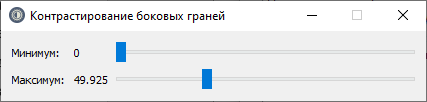 Контрастирование боковых граней
Минимум: 0
Максимум: 49.925